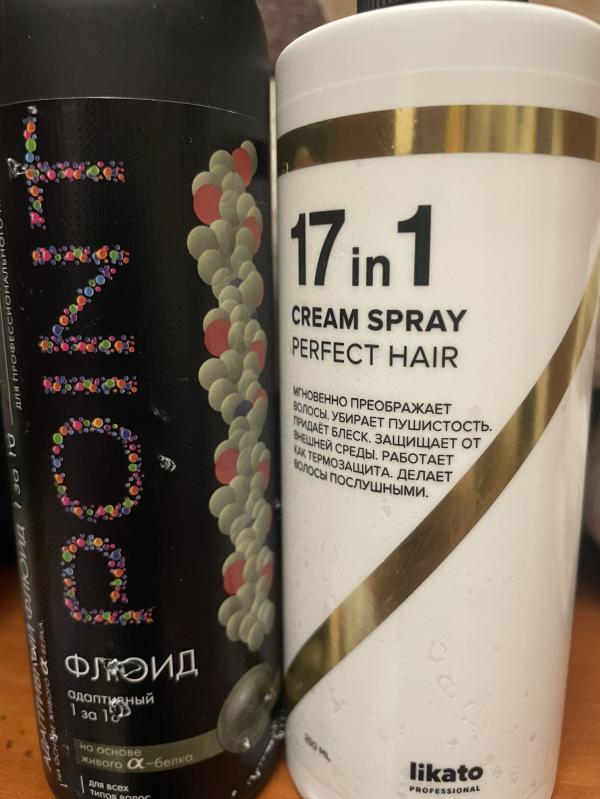 POINT
ФЛЮИД
адаптивный
1 за 18
на основе
живого α-белка
для всех
типов волос
17 in 1
CREAM SPRAY
PERFECT HAIR
МГНОВЕННО ПРЕОБРАЖАЕТ
ВОЛОСЫ. УБИРАЕТ ПУШИСТОСТЬ.
ПРИДАЁТ БЛЕСК. ЗАЩИЩАЕТ ОТ
ВНЕШНЕЙ СРЕДЫ. РАБОТАЕТ
КАК ТЕРМОЗАЩИТА. ДЕЛАЕТ
ВОЛОСЫ ПОСЛУШНЫМИ.
250 ML
likato
PROFESSIONAL